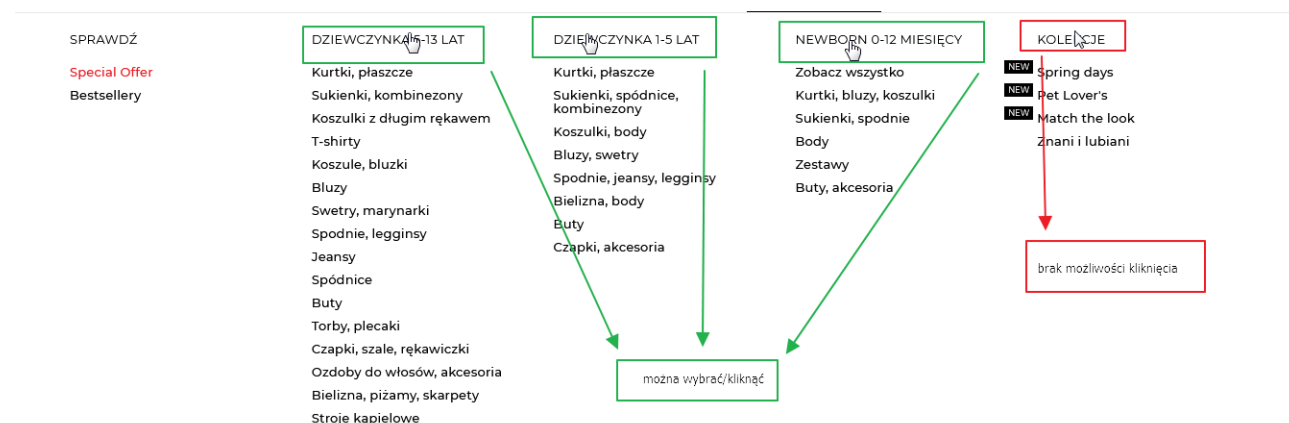 SPRAWDŹ
Special Offer
Bestsellery
DZIEWCZYNKA 5-13 LAT
Kurtki, płaszcze
Sukienki, kombinezony
Koszulki z długim rękawem
T-shirty
Koszule, bluzki
Bluzy
Swetry, marynarki
Spodnie, legginsy
Jeansy
Spódnice
Buty
Torby, plecaki
Czapki, szale, rękawiczki
Ozdoby do włosów, akcesoria
Bielizna, piżamy, skarpety
Stroje kąpielowe
DZIEWCZYNKA 1-5 LAT
Kurtki, płaszcze
Sukienki, spódnice,
kombinezony
Koszulki, body
Bluzy, swetry
Spodnie, jeansy, legginsy
Bielizna, body
Buty
Czapki, akcesoria
NEWBORN 0-12 MIESIĘCY
Zobacz wszystko
Kurtki, bluzy, koszulki
Sukienki, spodnie
Body
Zestawy
Buty, akcesoria
KOLEKCJE
NEW Spring days
NEW Pet Lover's
NEW Match the look
Znani i lubiani
brak możliwości kliknięcia
można wybrać/kliknąć